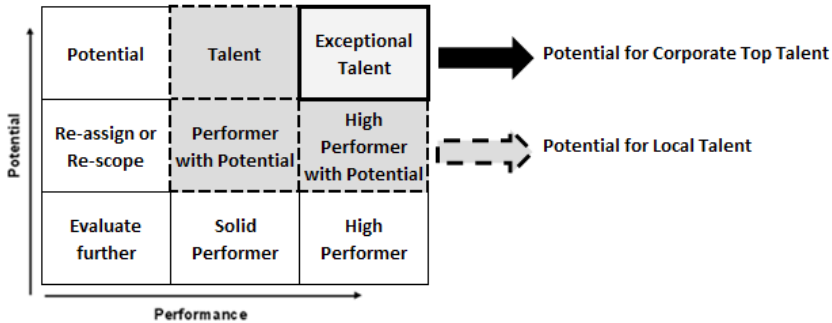 Potential
Talent
Exceptional
Talent
Potential for Corporate Top Talent
Potential
Re-assign or
Re-scope
Performer
with Potential
High
Performer
with Potential
Potential for Local Talent
Evaluate
further
Solid
Performer
High
Performer
Performance